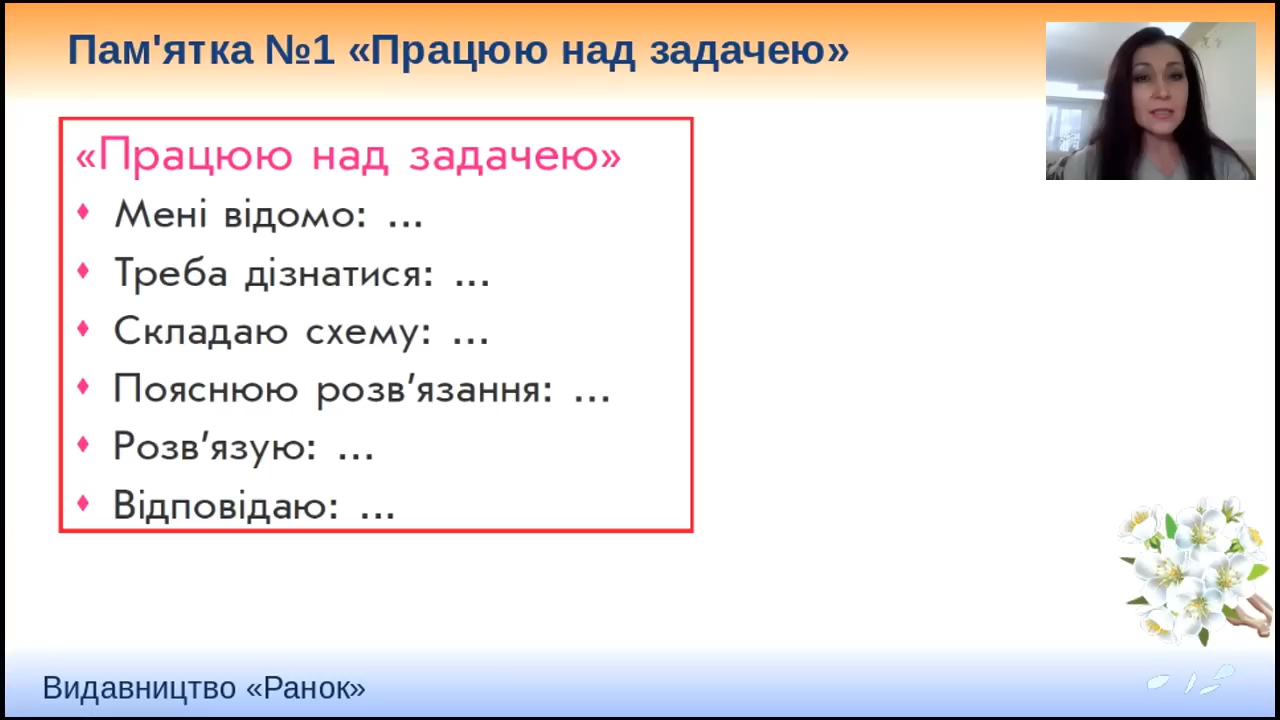 Пам'ятка №1 «Працюю над задачею»
«Працюю над задачею»
Мені відомо: ...
Треба дізнатися: ...
Складаю схему: ...
Пояснюю розв’язання: ...
Розв’язую: ...
Відповідаю: ...
Видавництво «Ранок»